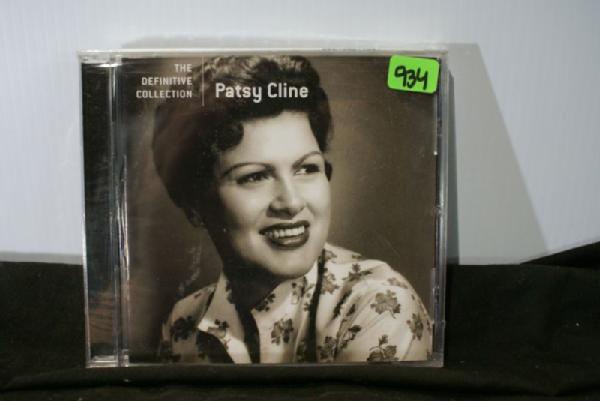 THE
DEFINITIVE
COLLECTION
Patsy Cline
934